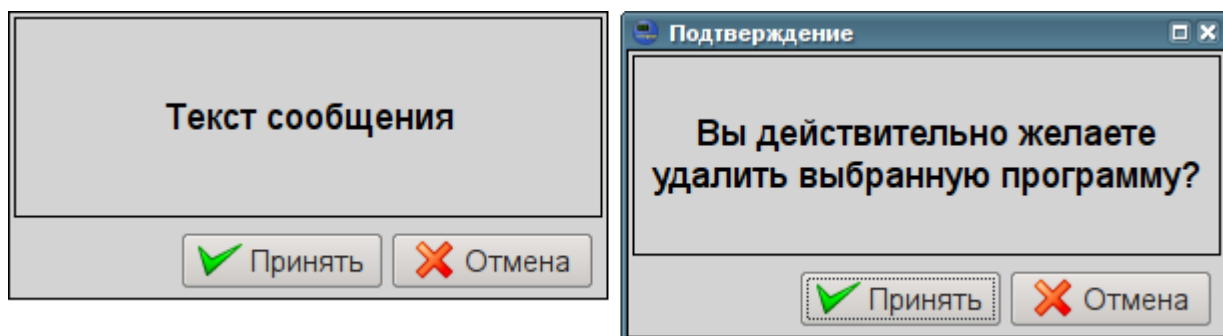 Текст сообщения
Принять
Отмена
Подтверждение
Вы действительно желаете
удалить выбранную программу?
Принять
Отмена